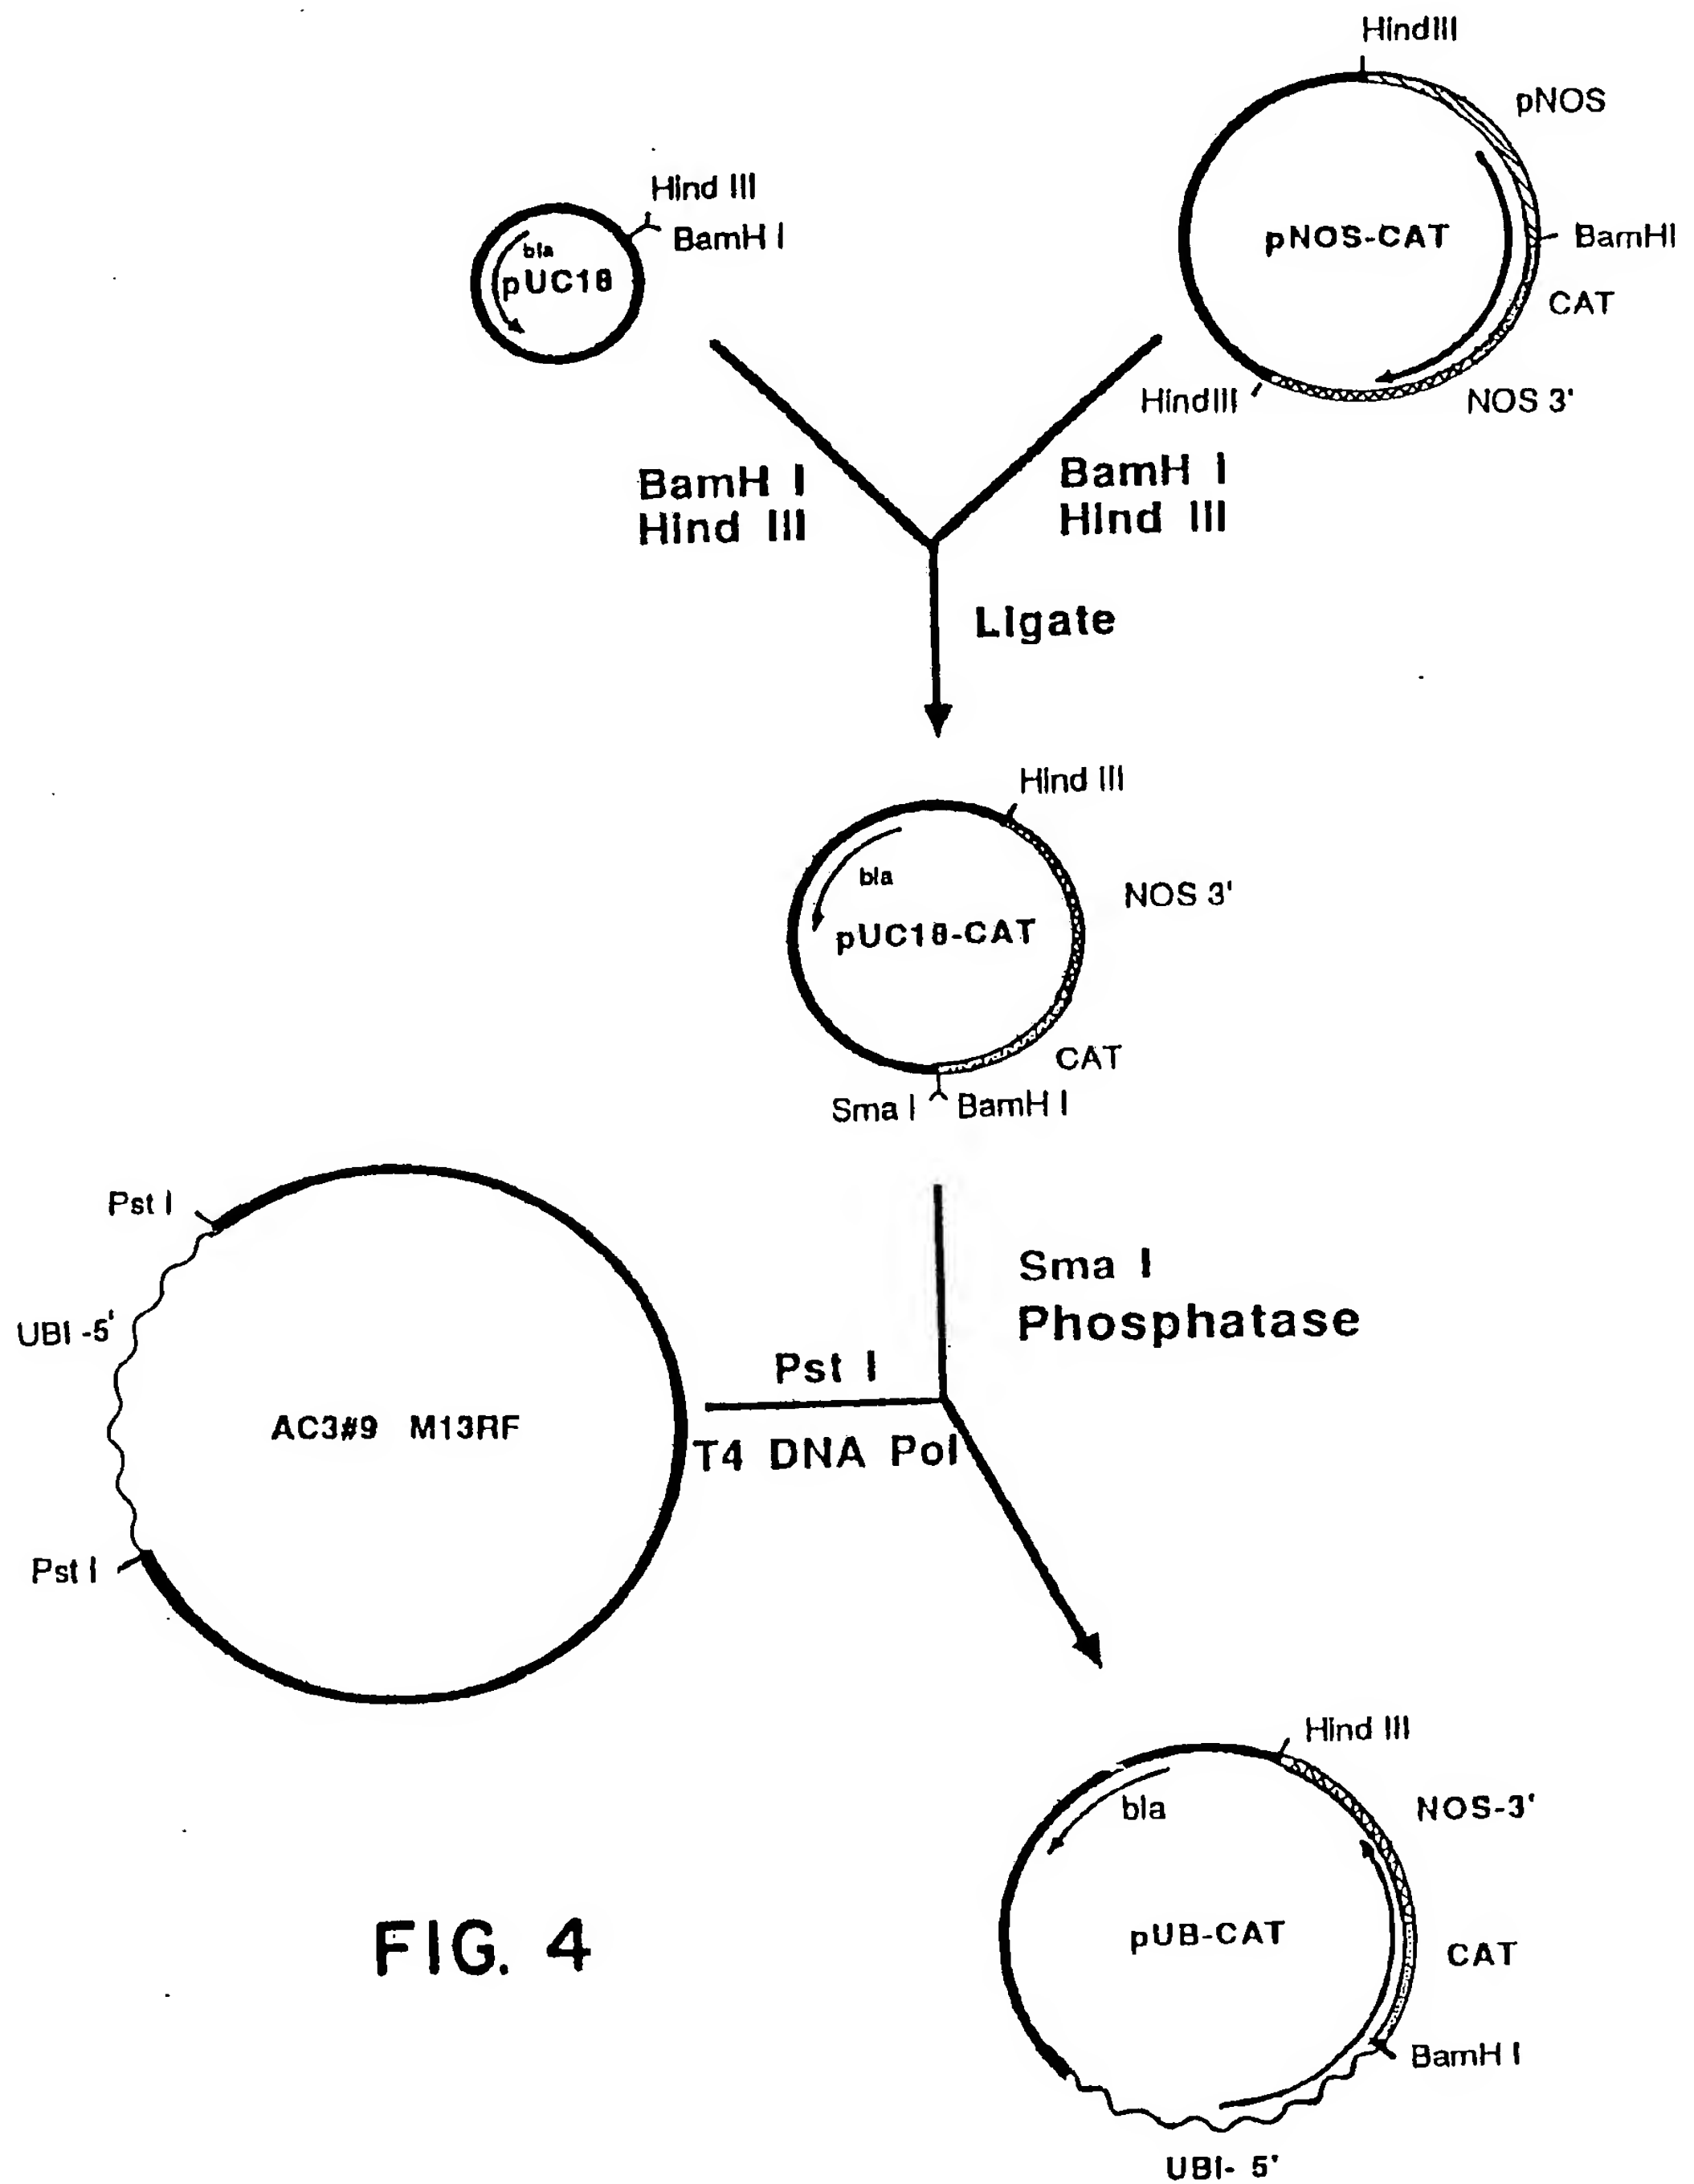 HindIII
pNOS
pNOS-CAT
BamHI
CAT
NOS 3'
HindIII
Hind III
BamH I
bla
pUC18
BamH I
Hind III
BamH I
Hind III
Ligate
Hind III
bla
NOS 3'
pUC18-CAT
CAT
Sma I
BamH I
Pst I
UBI -5'
AC3#9 M13RF
Pst I
Sma I
Phosphatase
Pst I
T4 DNA Pol
Hind III
bla
NOS-3'
pUB-CAT
CAT
BamH I
UBI- 5'
FIG. 4